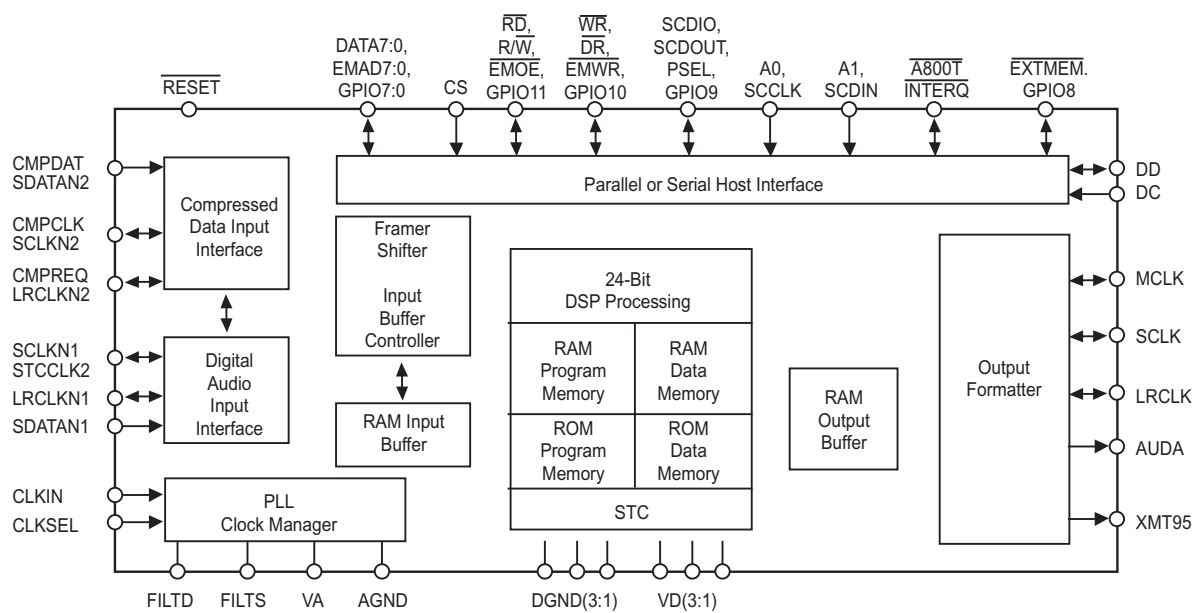 RESET
DATA7:0,
EMAD7:0,
GPIO7:0
CS
RD,
R/W,
EMOE,
GPIO11
WR,
DR,
EMWR,
GPIO10
SCDIO,
SCDOUT,
PSEL,
GPIO9
A0,
SCCLK
A1,
SCDIN
A800T
INTERQ
EXTMEM.
GPIO8
CMPDAT
SDATAN2
CMPCLK
SCLKN2
CMPREQ
LRCLKN2
SCLKN1
STCCLK2
LRCLKN1
SDATAN1
CLKIN
CLKSEL
Compressed
Data Input
Interface
Digital
Audio
Input
Interface
PLL
Clock Manager
Parallel or Serial Host Interface
Framer
Shifter
Input
Buffer
Controller
RAM Input
Buffer
24-Bit
DSP Processing
RAM
Program
Memory
RAM
Data
Memory
ROM
Program
Memory
ROM
Data
Memory
STC
RAM
Output
Buffer
Output
Formatter
DD
DC
MCLK
SCLK
LRCLK
AUDA
XMT95
FILTD
FILTS
VA
AGND
DGND(3:1)
VD(3:1)